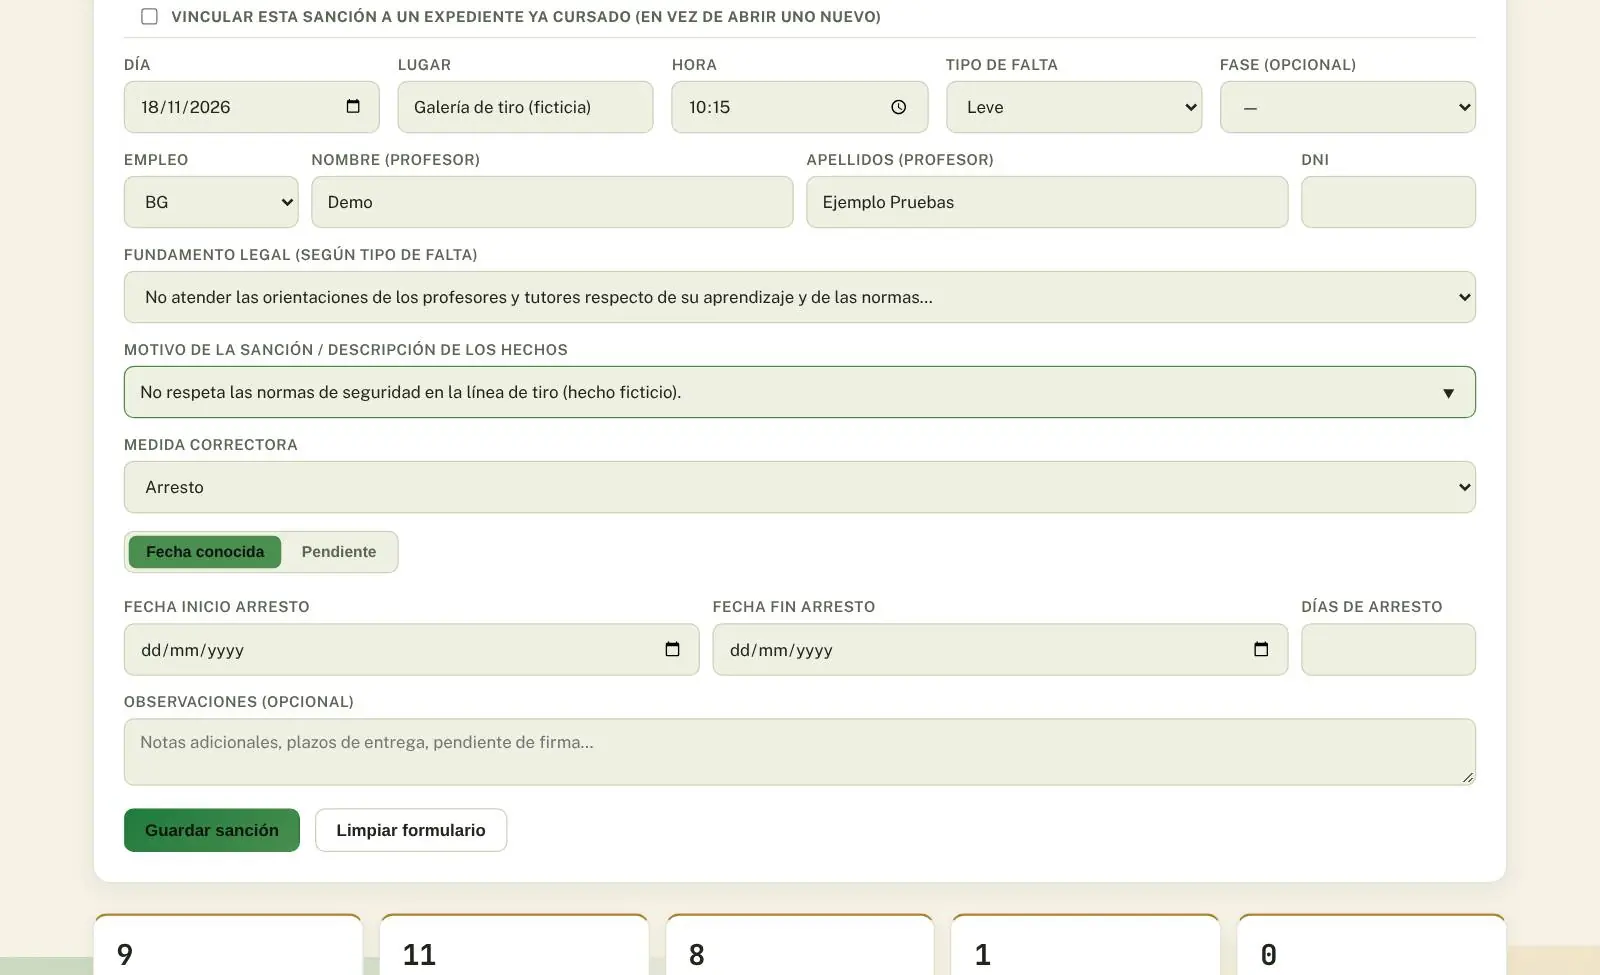 VINCULAR ESTA SANCIÓN A UN EXPEDIENTE YA CURSADO (EN VEZ DE ABRIR UNO NUEVO)
DÍA LUGAR HORA TIPO DE FALTA FASE (OPCIONAL)
18/11/2026 Galería de tiro (ficticia) 10:15 Leve —
EMPLEO NOMBRE (PROFESOR) APELLIDOS (PROFESOR) DNI
BG Demo Ejemplo Pruebas
FUNDAMENTO LEGAL (SEGÚN TIPO DE FALTA)
No atender las orientaciones de los profesores y tutores respecto de su aprendizaje y de las normas...
MOTIVO DE LA SANCIÓN / DESCRIPCIÓN DE LOS HECHOS
No respeta las normas de seguridad en la línea de tiro (hecho ficticio).
MEDIDA CORRECTORA
Arresto
Fecha conocida Pendiente
FECHA INICIO ARRESTO FECHA FIN ARRESTO DÍAS DE ARRESTO
dd/mm/yyyy dd/mm/yyyy
OBSERVACIONES (OPCIONAL)
Notas adicionales, plazos de entrega, pendiente de firma...
Guardar sanción Limpiar formulario
9 11 8 1 0